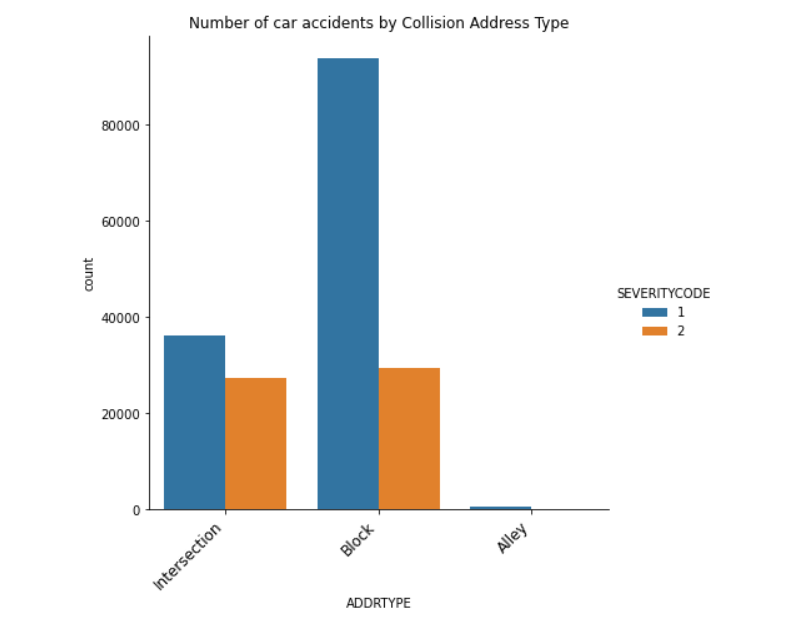 Number of car accidents by Collision Address Type
80000
60000
40000
20000
0
count
Intersection
Block
Alley
ADDRTYPE
SEVERITYCODE
1
2